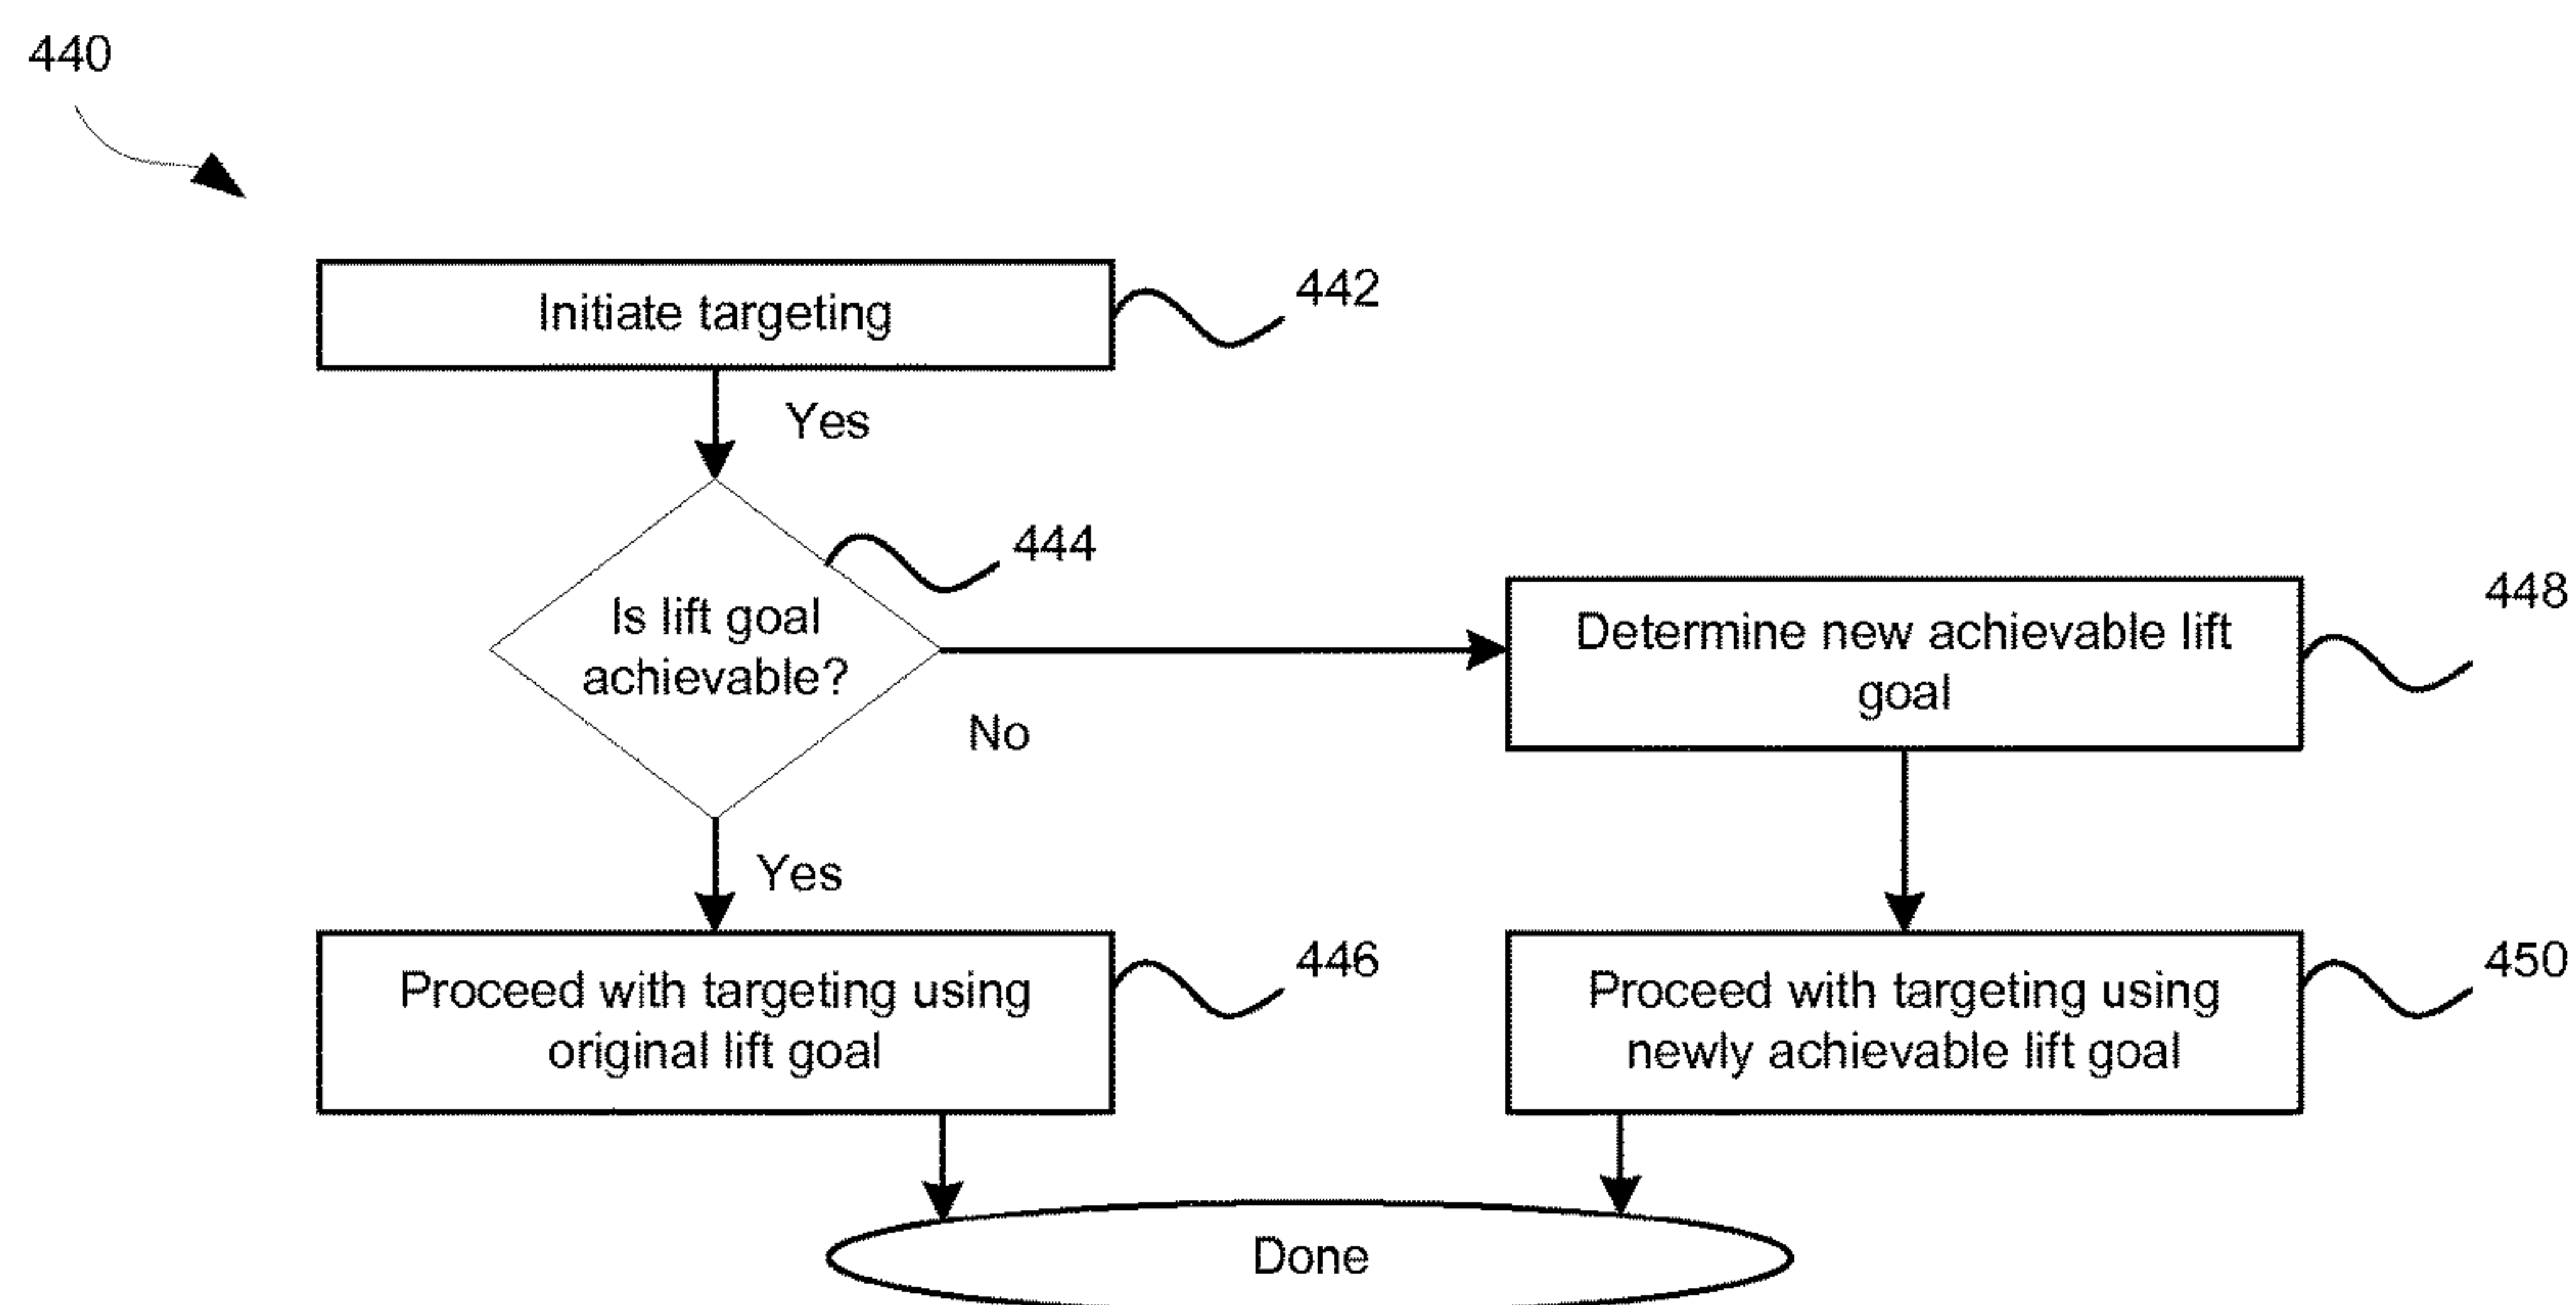 440
Initiate targeting
442
Yes
444
Is lift goal
achievable?
No
448
Determine new achievable lift
goal
Yes
446
Proceed with targeting using
original lift goal
450
Proceed with targeting using
newly achievable lift goal
Done